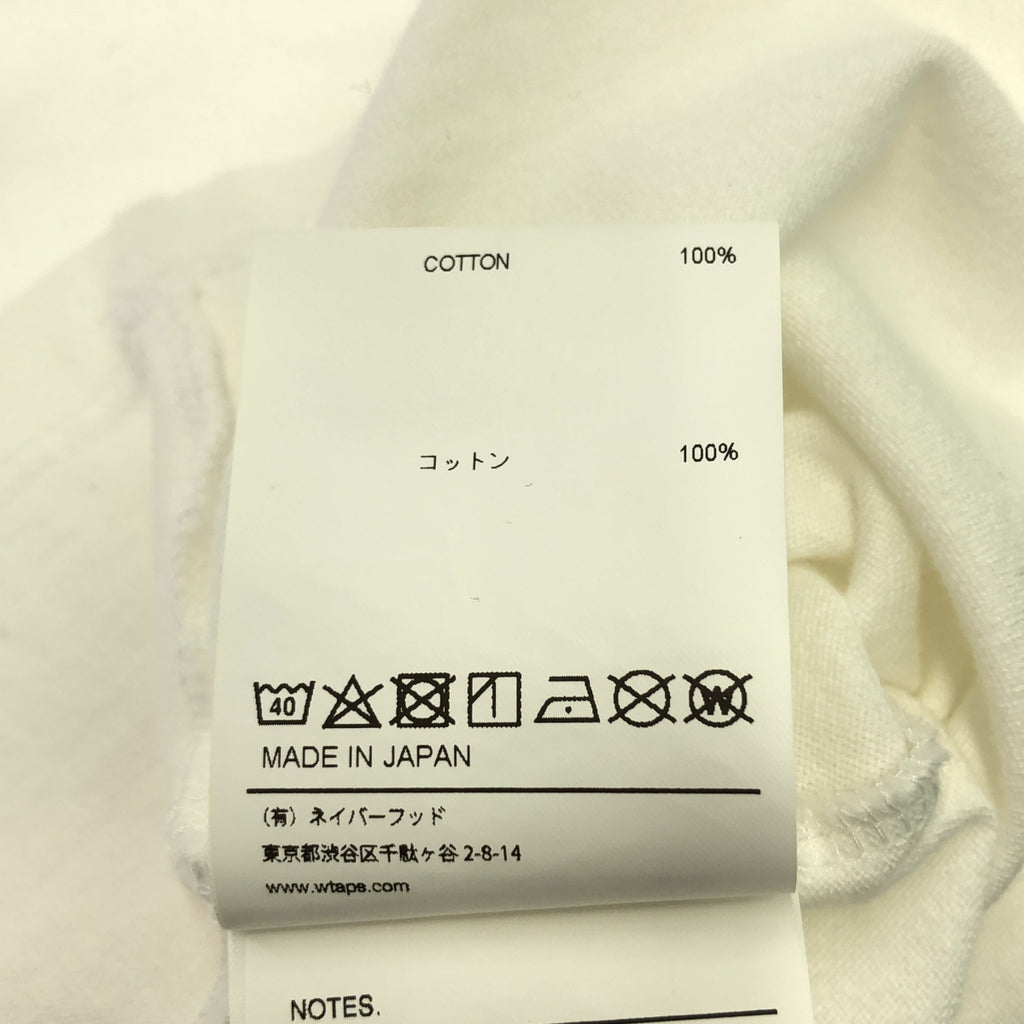 COTTON 100%
コットン 100%
40 W
MADE IN JAPAN
(有) ネイバーフッド
東京都渋谷区千駄ヶ谷 2-8-14
www.wtaps.com
NOTES.